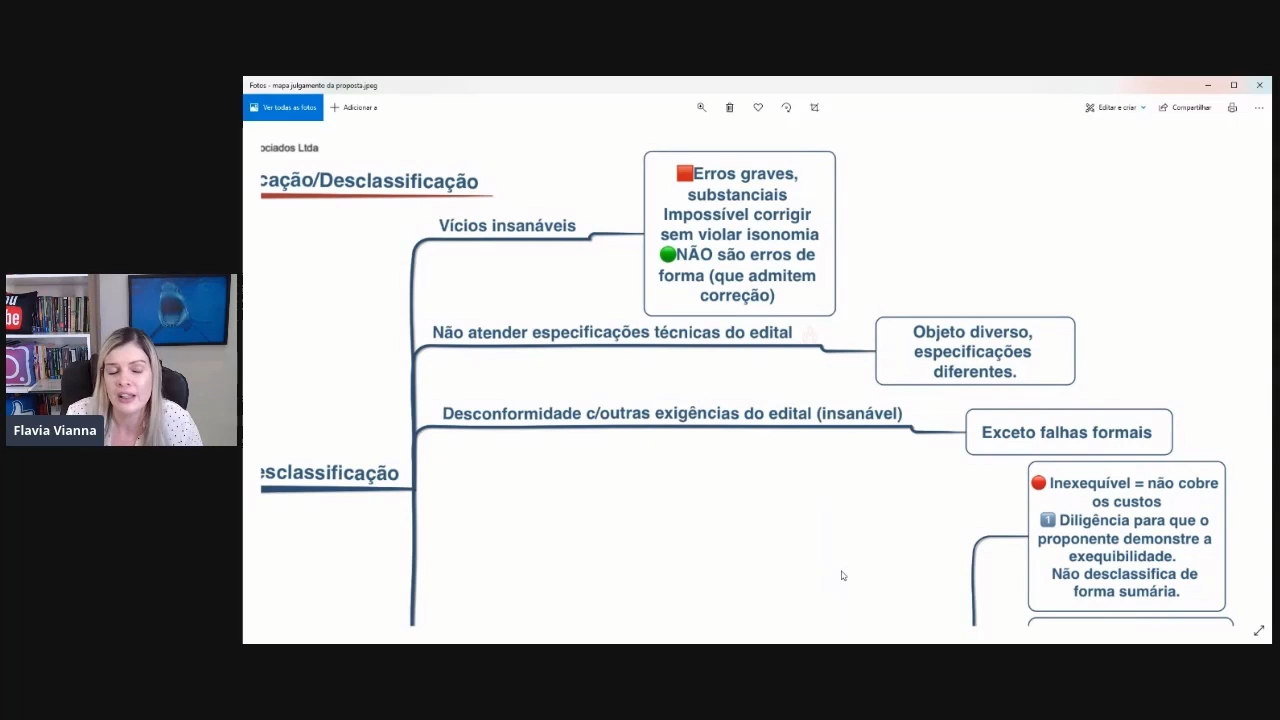 Fotos - mapa julgamento da proposta.jpeg
Ver todas as fotos
Adicionar a
Editar e criar
Compartilhar
ociados Ltda
cação/Desclassificação
Vícios insanáveis
Erros graves,
substanciais
Impossível corrigir
sem violar isonomia
NÃO são erros de
forma (que admitem
correção)
Não atender especificações técnicas do edital
Objeto diverso,
especificações
diferentes.
Desconformidade c/outras exigências do edital (insanável)
Exceto falhas formais
esclassificação
Inexequível = não cobre
os custos
1 Diligência para que o
proponente demonstre a
exequibilidade.
Não desclassifica de
forma sumária.
ou
be
Flavia Vianna